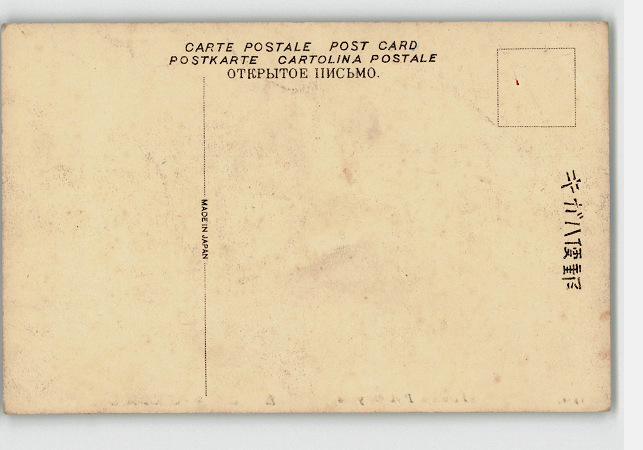 CARTE POSTALE POST CARD
POSTKARTE CARTOLINA POSTALE
ОТКРЫТОЕ ПИСЬМО.
MADE IN JAPAN
郵便ハガキ